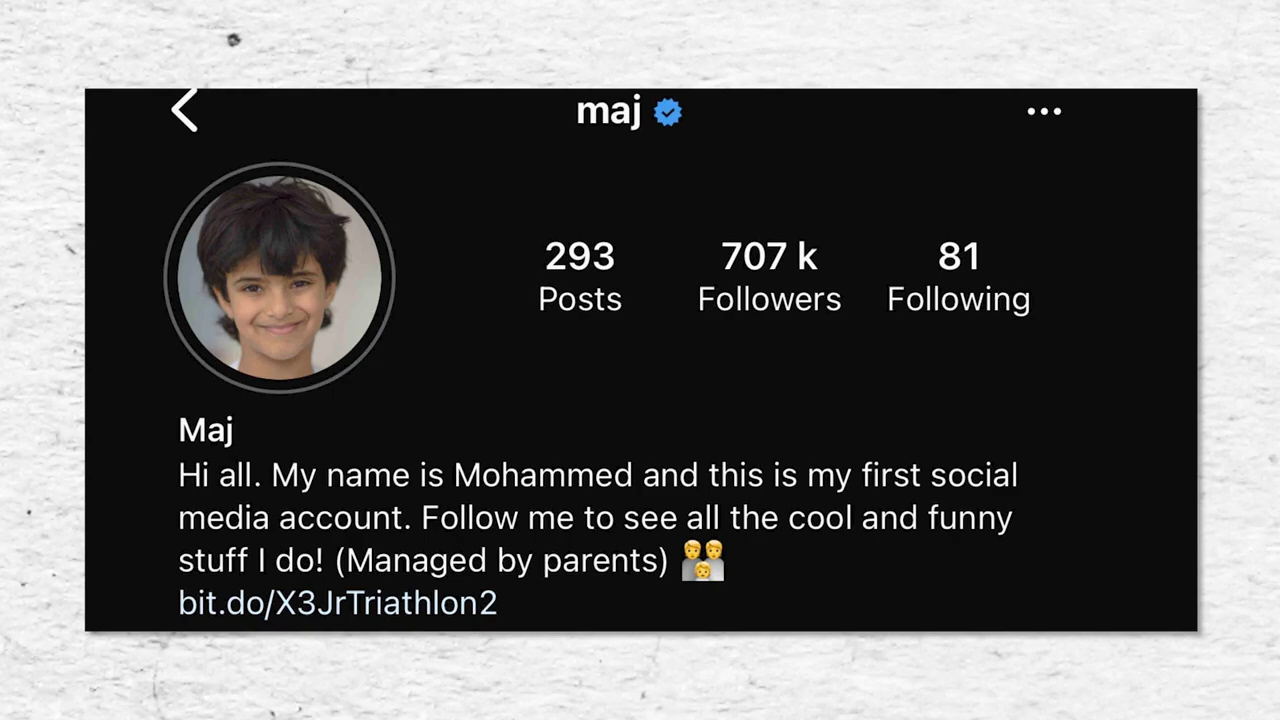 maj
293 707 k 81
Posts Followers Following
Maj
Hi all. My name is Mohammed and this is my first social
media account. Follow me to see all the cool and funny
stuff I do! (Managed by parents) 👨‍👨‍👦
bit.do/X3JrTriathlon2